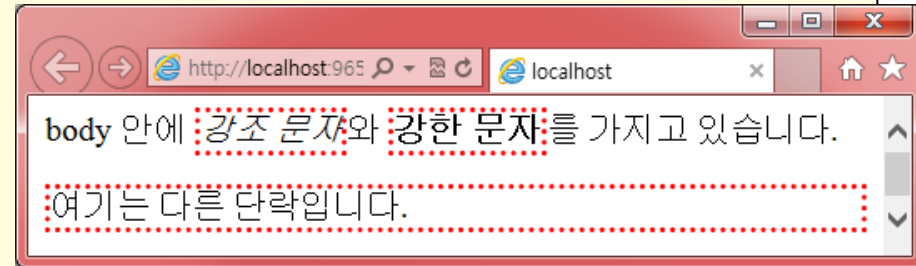 http://localhost:965
localhost
body 안에 강조 문자와 강한 문자를 가지고 있습니다.
여기는 다른 단락입니다.